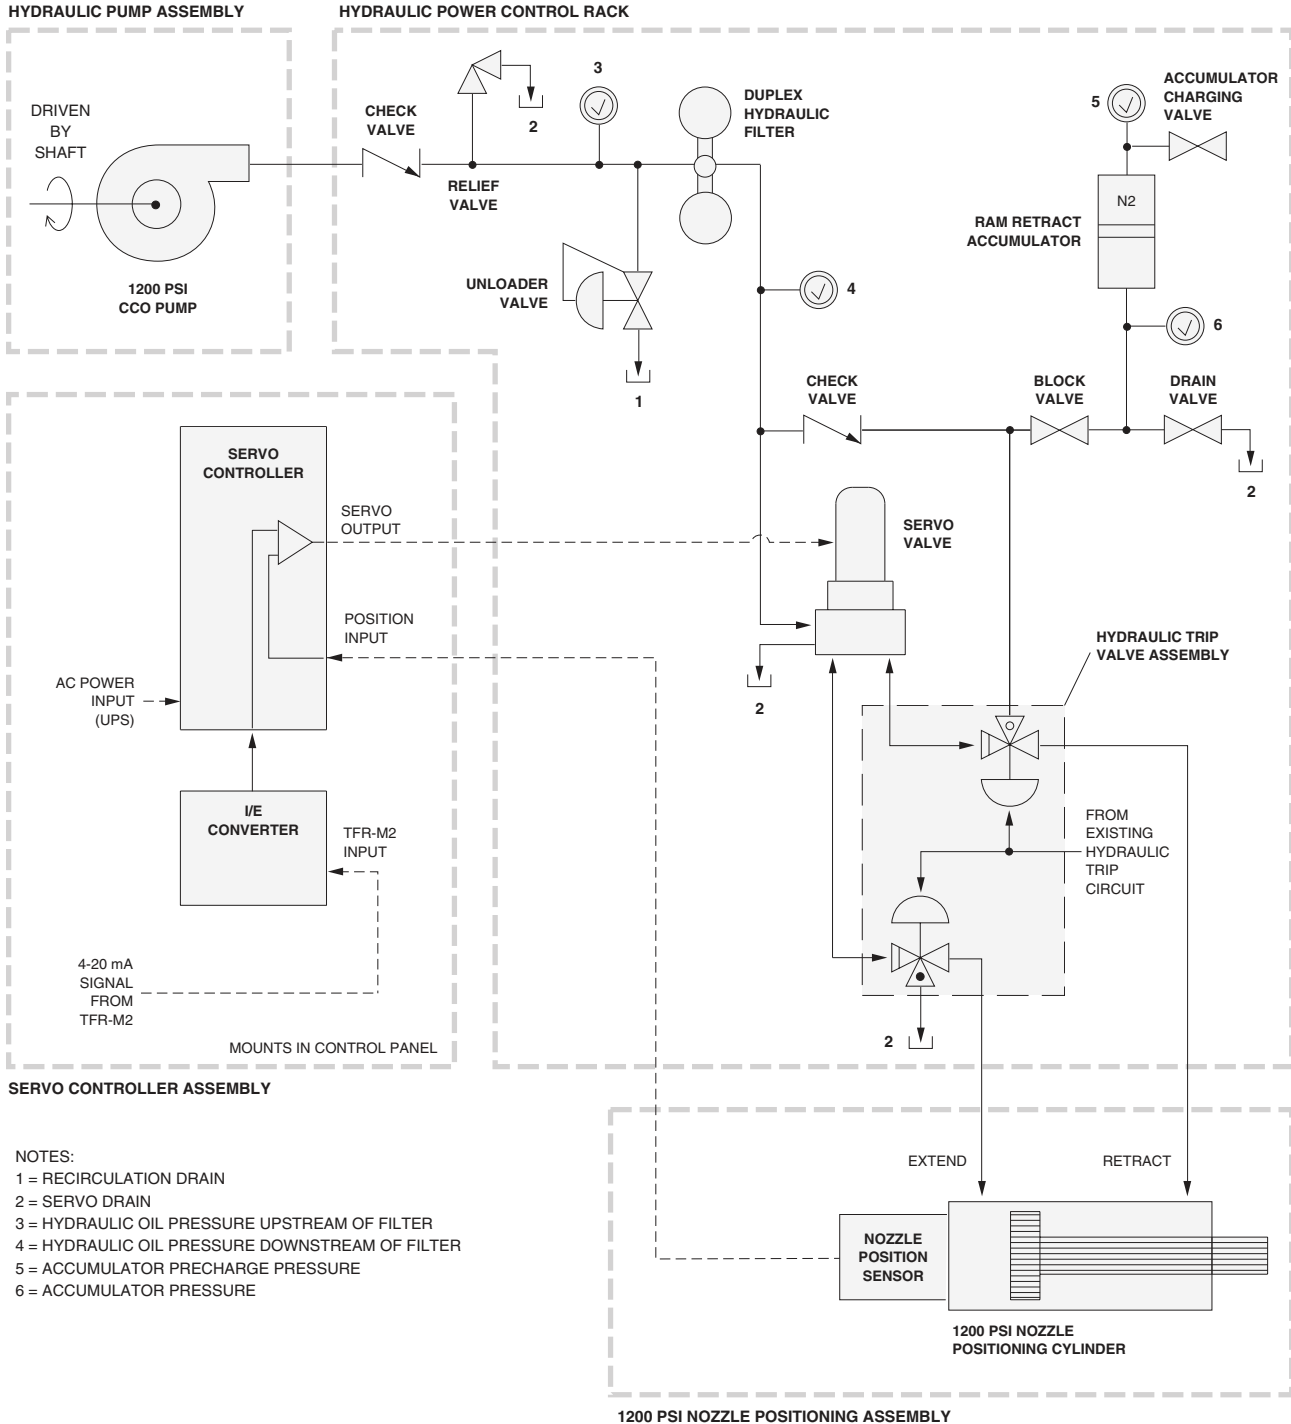 HYDRAULIC PUMP ASSEMBLY
HYDRAULIC POWER CONTROL RACK
DRIVEN
BY
SHAFT
1200 PSI
CCO PUMP
CHECK
VALVE
2
RELIEF
VALVE
3
DUPLEX
HYDRAULIC
FILTER
5
ACCUMULATOR
CHARGING
VALVE
N2
RAM RETRACT
ACCUMULATOR
UNLOADER
VALVE
1
4
6
CHECK
VALVE
BLOCK
VALVE
DRAIN
VALVE
2
SERVO
CONTROLLER
SERVO
OUTPUT
POSITION
INPUT
AC POWER
INPUT
(UPS)
I/E
CONVERTER
TFR-M2
INPUT
4-20 mA
SIGNAL
FROM
TFR-M2
MOUNTS IN CONTROL PANEL
SERVO CONTROLLER ASSEMBLY
SERVO
VALVE
2
HYDRAULIC TRIP
VALVE ASSEMBLY
FROM
EXISTING
HYDRAULIC
TRIP
CIRCUIT
2
NOTES:
1 = RECIRCULATION DRAIN
2 = SERVO DRAIN
3 = HYDRAULIC OIL PRESSURE UPSTREAM OF FILTER
4 = HYDRAULIC OIL PRESSURE DOWNSTREAM OF FILTER
5 = ACCUMULATOR PRECHARGE PRESSURE
6 = ACCUMULATOR PRESSURE
EXTEND
RETRACT
NOZZLE
POSITION
SENSOR
1200 PSI NOZZLE
POSITIONING CYLINDER
1200 PSI NOZZLE POSITIONING ASSEMBLY